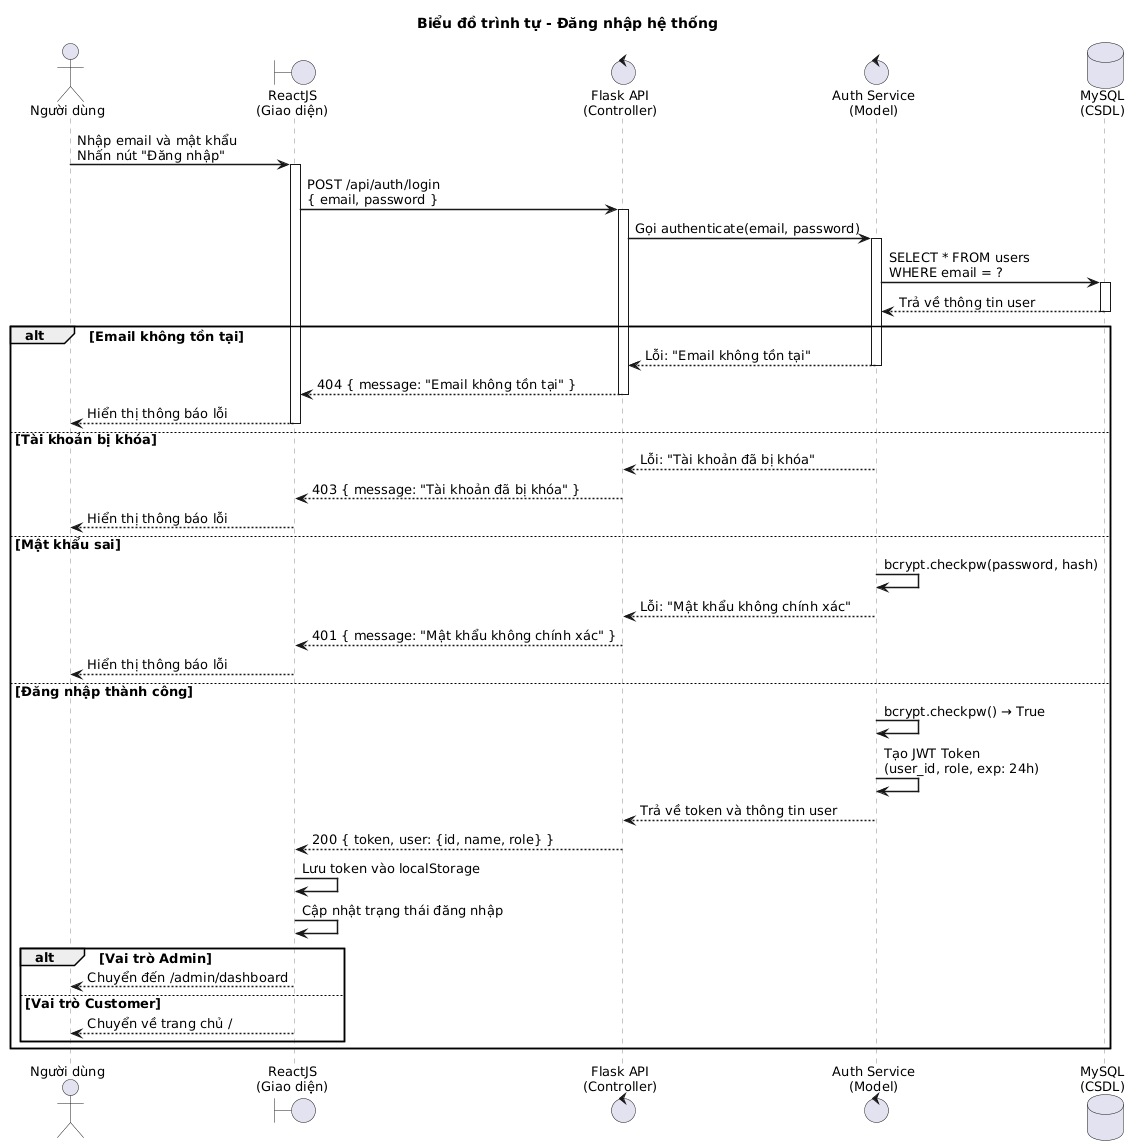 Biểu đồ trình tự - Đăng nhập hệ thống
Người dùng
ReactJS
(Giao diện)
Flask API
(Controller)
Auth Service
(Model)
MySQL
(CSDL)
Nhập email và mật khẩu
Nhấn nút "Đăng nhập"
POST /api/auth/login
{ email, password }
Gọi authenticate(email, password)
SELECT * FROM users
WHERE email = ?
Trả về thông tin user
alt [Email không tồn tại]
Lỗi: "Email không tồn tại"
404 { message: "Email không tồn tại" }
Hiển thị thông báo lỗi
[Tài khoản bị khóa]
Lỗi: "Tài khoản đã bị khóa"
403 { message: "Tài khoản đã bị khóa" }
Hiển thị thông báo lỗi
[Mật khẩu sai]
bcrypt.checkpw(password, hash)
Lỗi: "Mật khẩu không chính xác"
401 { message: "Mật khẩu không chính xác" }
Hiển thị thông báo lỗi
[Đăng nhập thành công]
bcrypt.checkpw() → True
Tạo JWT Token
(user_id, role, exp: 24h)
Trả về token và thông tin user
200 { token, user: {id, name, role} }
Lưu token vào localStorage
Cập nhật trạng thái đăng nhập
alt [Vai trò Admin]
Chuyển đến /admin/dashboard
[Vai trò Customer]
Chuyển về trang chủ /
Người dùng
ReactJS
(Giao diện)
Flask API
(Controller)
Auth Service
(Model)
MySQL
(CSDL)